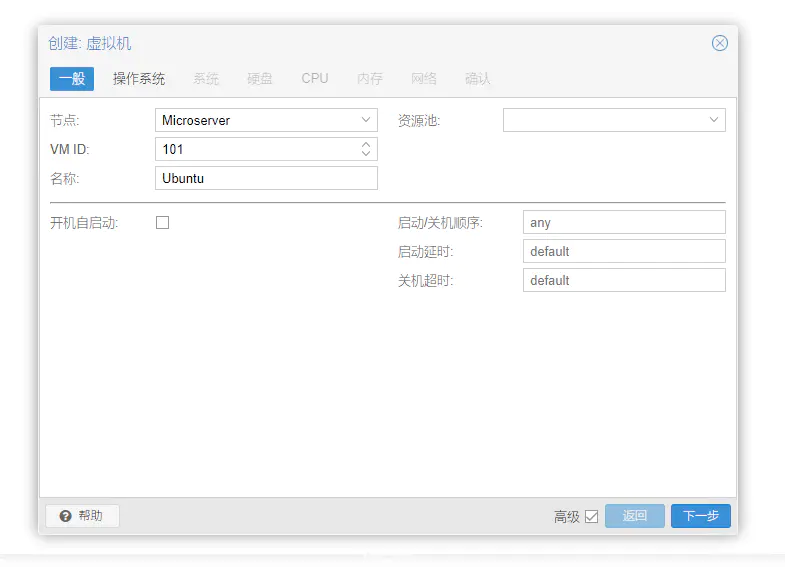 创建: 虚拟机
一般 操作系统 系统 硬盘 CPU 内存 网络 确认
节点: Microserver 资源池:
VM ID: 101
名称: Ubuntu
开机自启动: 启动/关机顺序: any
启动延时: default
关机超时: default
帮助 高级 返回 下一步